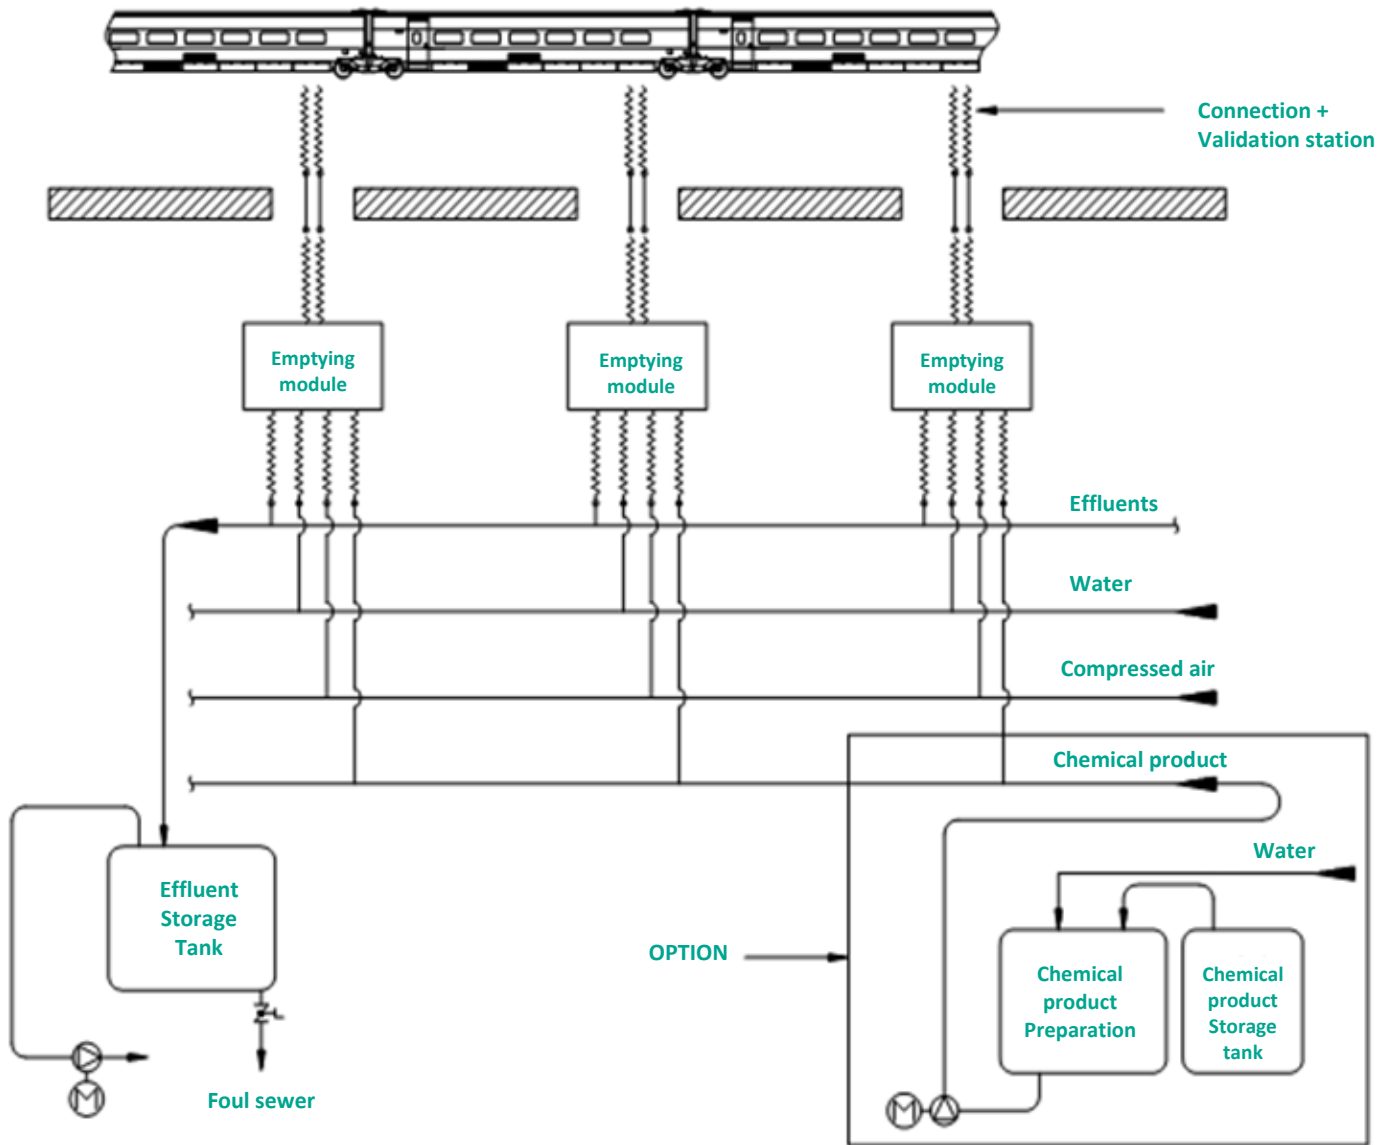 Connection +
Validation station
Emptying
module
Emptying
module
Emptying
module
Effluents
Water
Compressed air
Chemical product
Water
Effluent
Storage
Tank
OPTION
Chemical
product
Preparation
Chemical
product
Storage
tank
Foul sewer
M
M